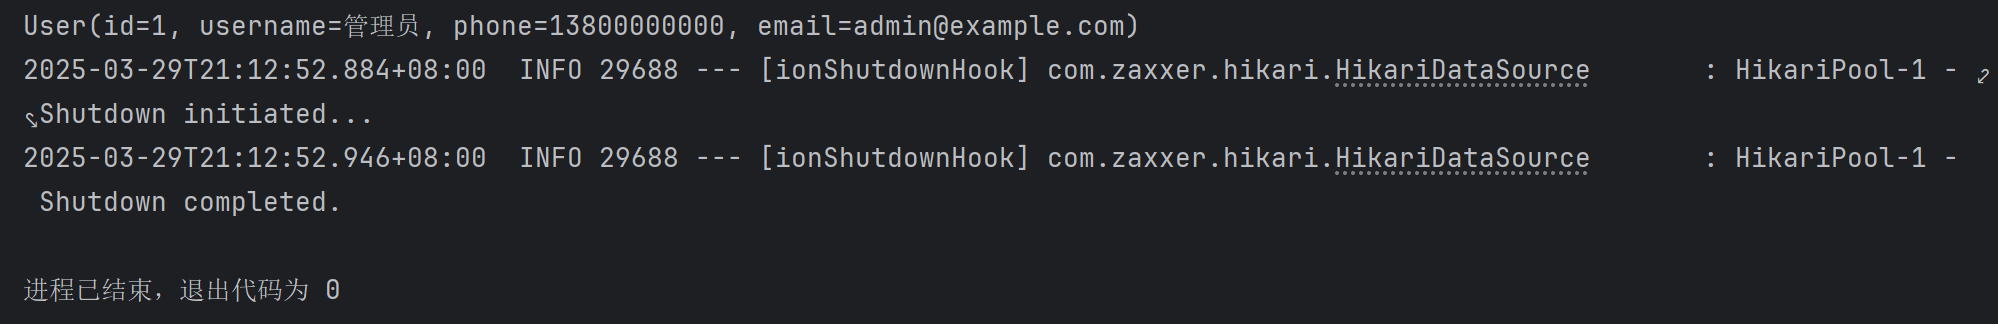 User(id=1, username=管理员, phone=13800000000, email=admin@example.com)
2025-03-29T21:12:52.884+08:00  INFO 29688 --- [ionShutdownHook] com.zaxxer.hikari.HikariDataSource       : HikariPool-1 -
Shutdown initiated...
2025-03-29T21:12:52.946+08:00  INFO 29688 --- [ionShutdownHook] com.zaxxer.hikari.HikariDataSource       : HikariPool-1 -
Shutdown completed.
进程已结束，退出代码为 0